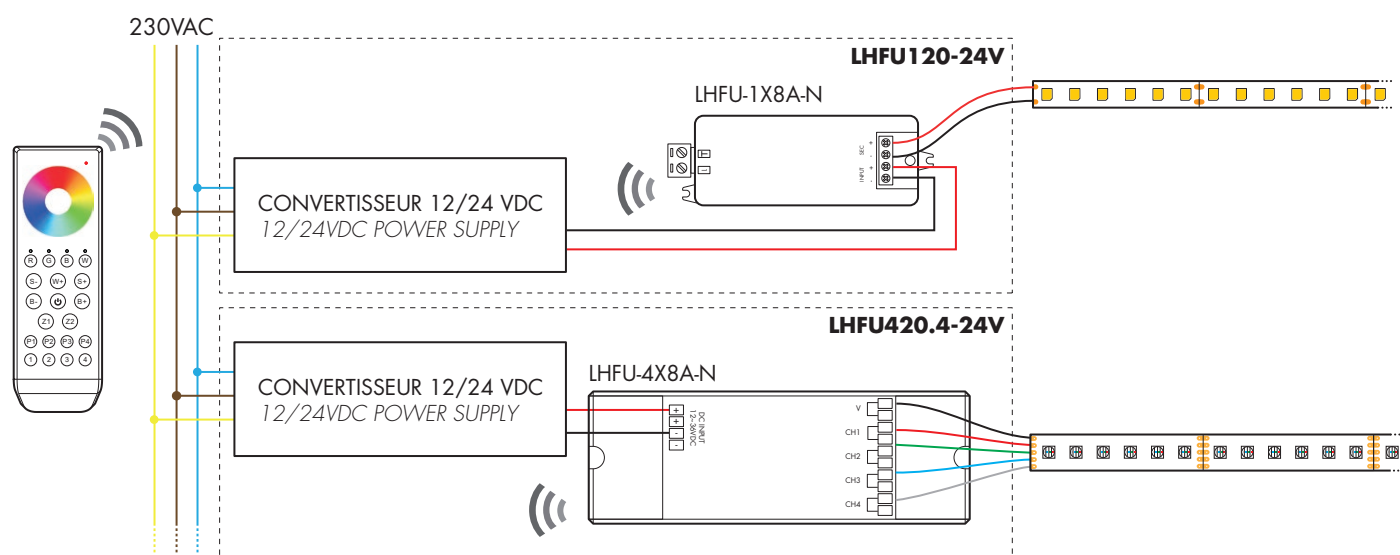 230VAC
LHFU120-24V
LHFU-1X8A-N
SEC
+
-
INPUT
+
-
CONVERTISSEUR 12/24 VDC
12/24VDC POWER SUPPLY
R G B W
S- W+ S+
B- B+
Z1 Z2
P1 P2 P3 P4
1 2 3 4
LHFU420.4-24V
LHFU-4X8A-N
CONVERTISSEUR 12/24 VDC
12/24VDC POWER SUPPLY
+
+
-
-
DC INPUT
12~36VDC
V
CH1
CH2
CH3
CH4